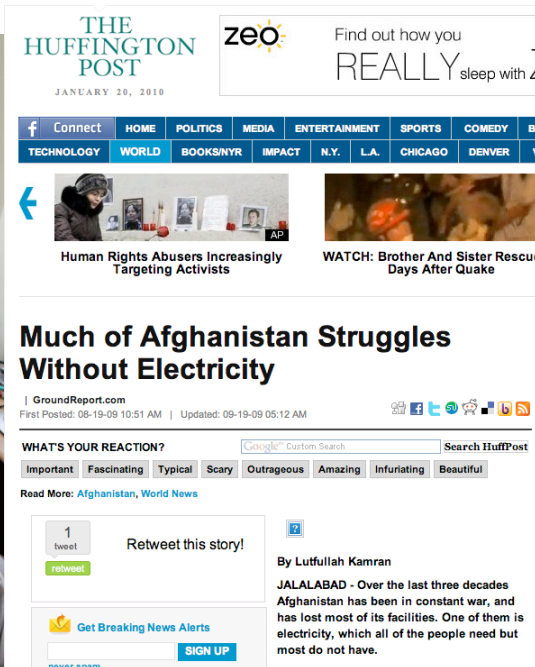 THE
HUFFINGTON
POST
JANUARY 20, 2010
zeo
Find out how you
REALLY sleep with
Connect HOME POLITICS MEDIA ENTERTAINMENT SPORTS COMEDY B
TECHNOLOGY WORLD BOOKS/NYR IMPACT N.Y. L.A. CHICAGO DENVER
AP
Human Rights Abusers Increasingly
Targeting Activists
WATCH: Brother And Sister Rescu
Days After Quake
Much of Afghanistan Struggles
Without Electricity
| GroundReport.com
First Posted: 08-19-09 10:51 AM | Updated: 09-19-09 05:12 AM
WHAT'S YOUR REACTION?
Google™ Custom Search
Search HuffPost
Important Fascinating Typical Scary Outrageous Amazing Infuriating Beautiful
Read More: Afghanistan, World News
1
tweet
retweet
Retweet this story!
Get Breaking News Alerts
SIGN UP
never spam
?
By Lutfullah Kamran
JALALABAD - Over the last three decades
Afghanistan has been in constant war, and
has lost most of its facilities. One of them is
electricity, which all of the people need but
most do not have.